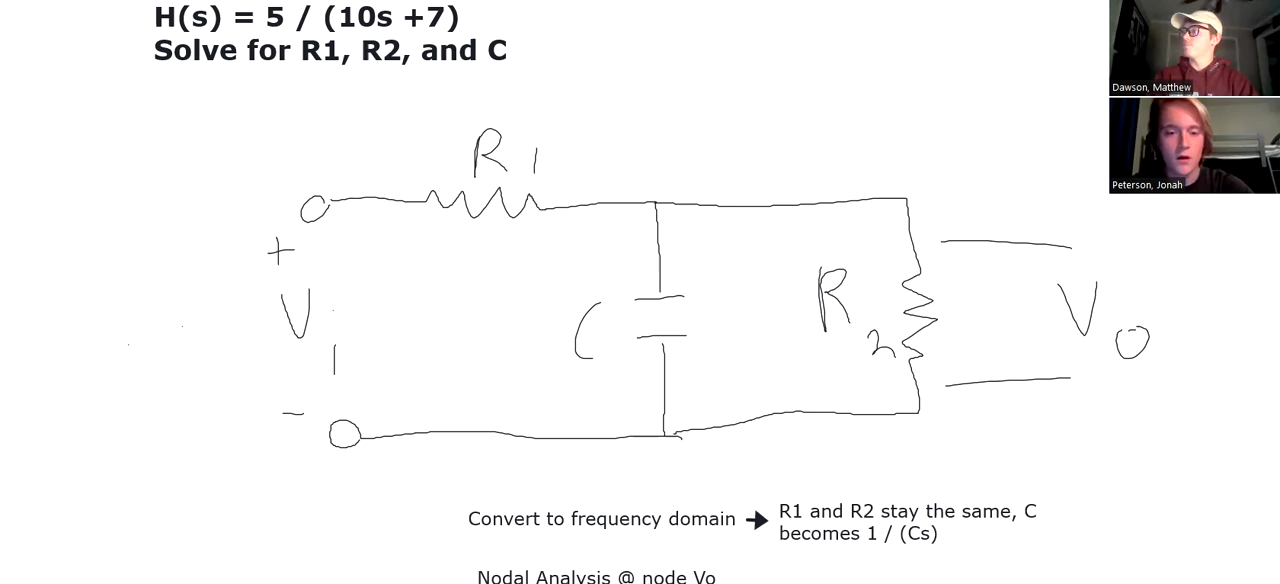 H(s) = 5 / (10s +7)
Solve for R1, R2, and C
Dawson, Matthew
Peterson, Jonah
R1
+
Vi
-
C
R2
Vo
Convert to frequency domain → R1 and R2 stay the same, C
becomes 1 / (Cs)
Nodal Analysis @ node Vo